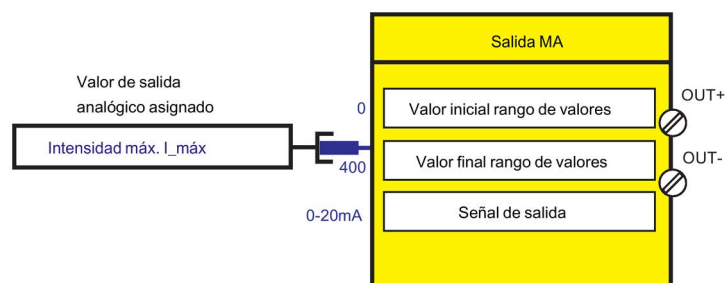 Salida MA
Valor de salida
analógico asignado
Intensidad máx. I_máx
0
Valor inicial rango de valores
OUT+
400
Valor final rango de valores
OUT-
0-20mA
Señal de salida